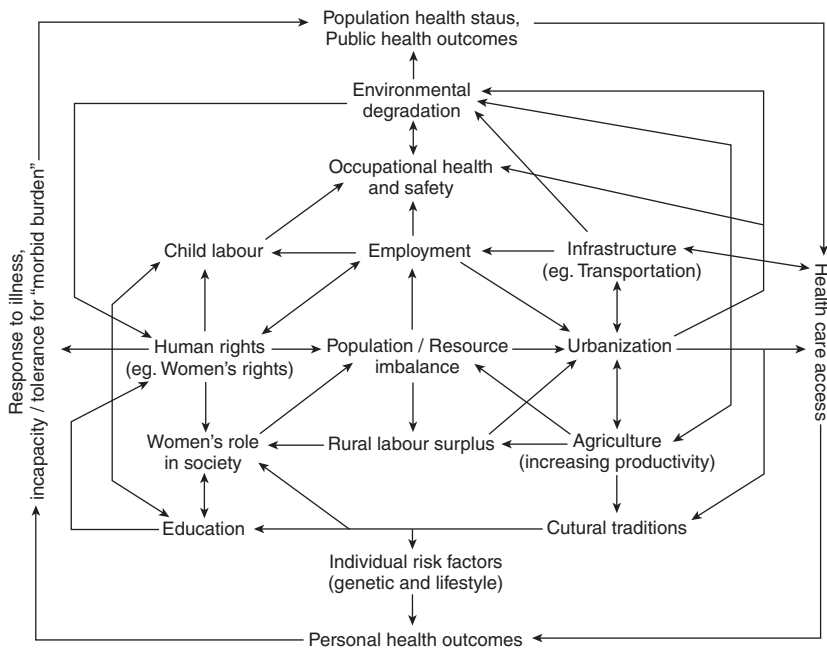 Population health staus,
Public health outcomes
Environmental
degradation
Occupational health
and safety
Child labour
Employment
Infrastructure
(eg. Transportation)
Response to illness,
incapacity / tolerance for “morbid burden”
Health care access
Human rights
(eg. Women’s rights)
Population / Resource
imbalance
Urbanization
Women’s role
in society
Rural labour surplus
Agriculture
(increasing productivity)
Education
Cutural traditions
Individual risk factors
(genetic and lifestyle)
Personal health outcomes